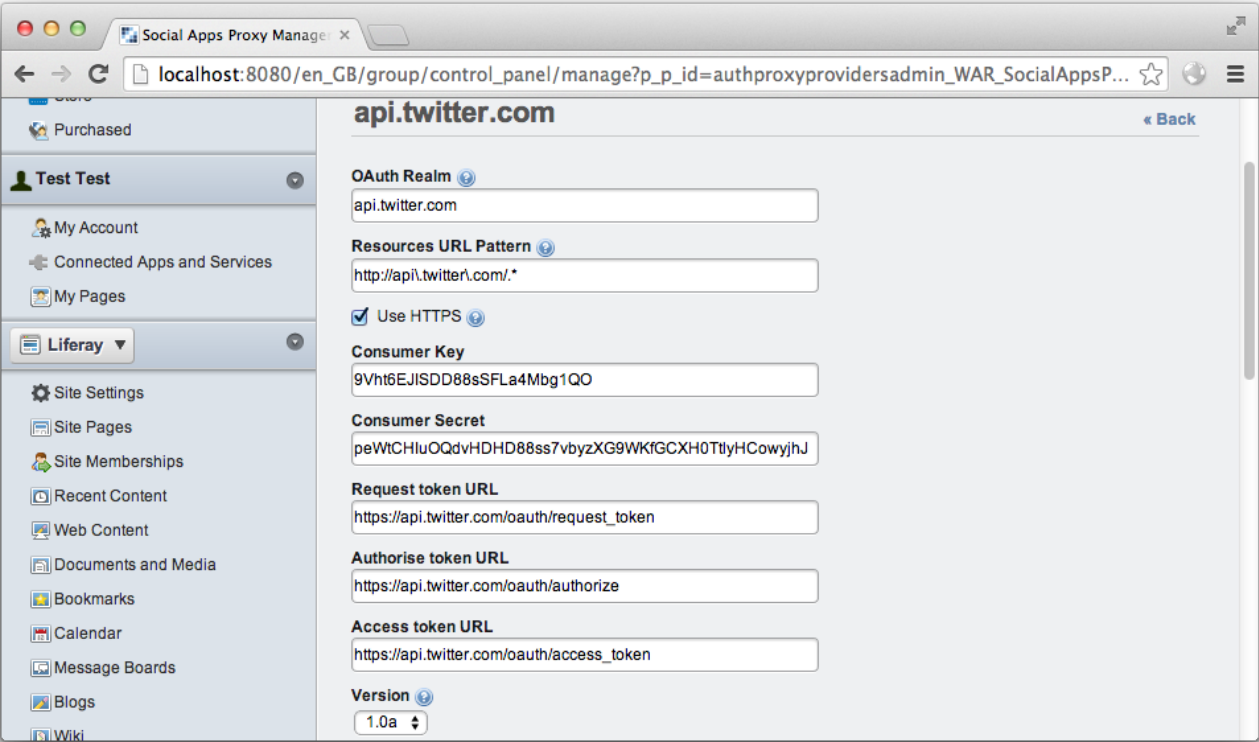 Social Apps Proxy Manage
localhost:8080/en_GB/group/control_panel/manage?p_p_id=authproxyprovidersadmin_WAR_SocialAppsP...
Store
Purchased
Test Test
My Account
Connected Apps and Services
My Pages
Liferay
Site Settings
Site Pages
Site Memberships
Recent Content
Web Content
Documents and Media
Bookmarks
Calendar
Message Boards
Blogs
Wiki
api.twitter.com
« Back
OAuth Realm
api.twitter.com
Resources URL Pattern
http://api\.twitter\.com/.*
Use HTTPS
Consumer Key
9Vht6EJISDD88sSFLa4Mbg1QO
Consumer Secret
peWtCHIuOQdvHDHD88ss7vbyzXG9WKfGCXH0TtlyHCowyjhJ
Request token URL
https://api.twitter.com/oauth/request_token
Authorise token URL
https://api.twitter.com/oauth/authorize
Access token URL
https://api.twitter.com/oauth/access_token
Version
1.0a